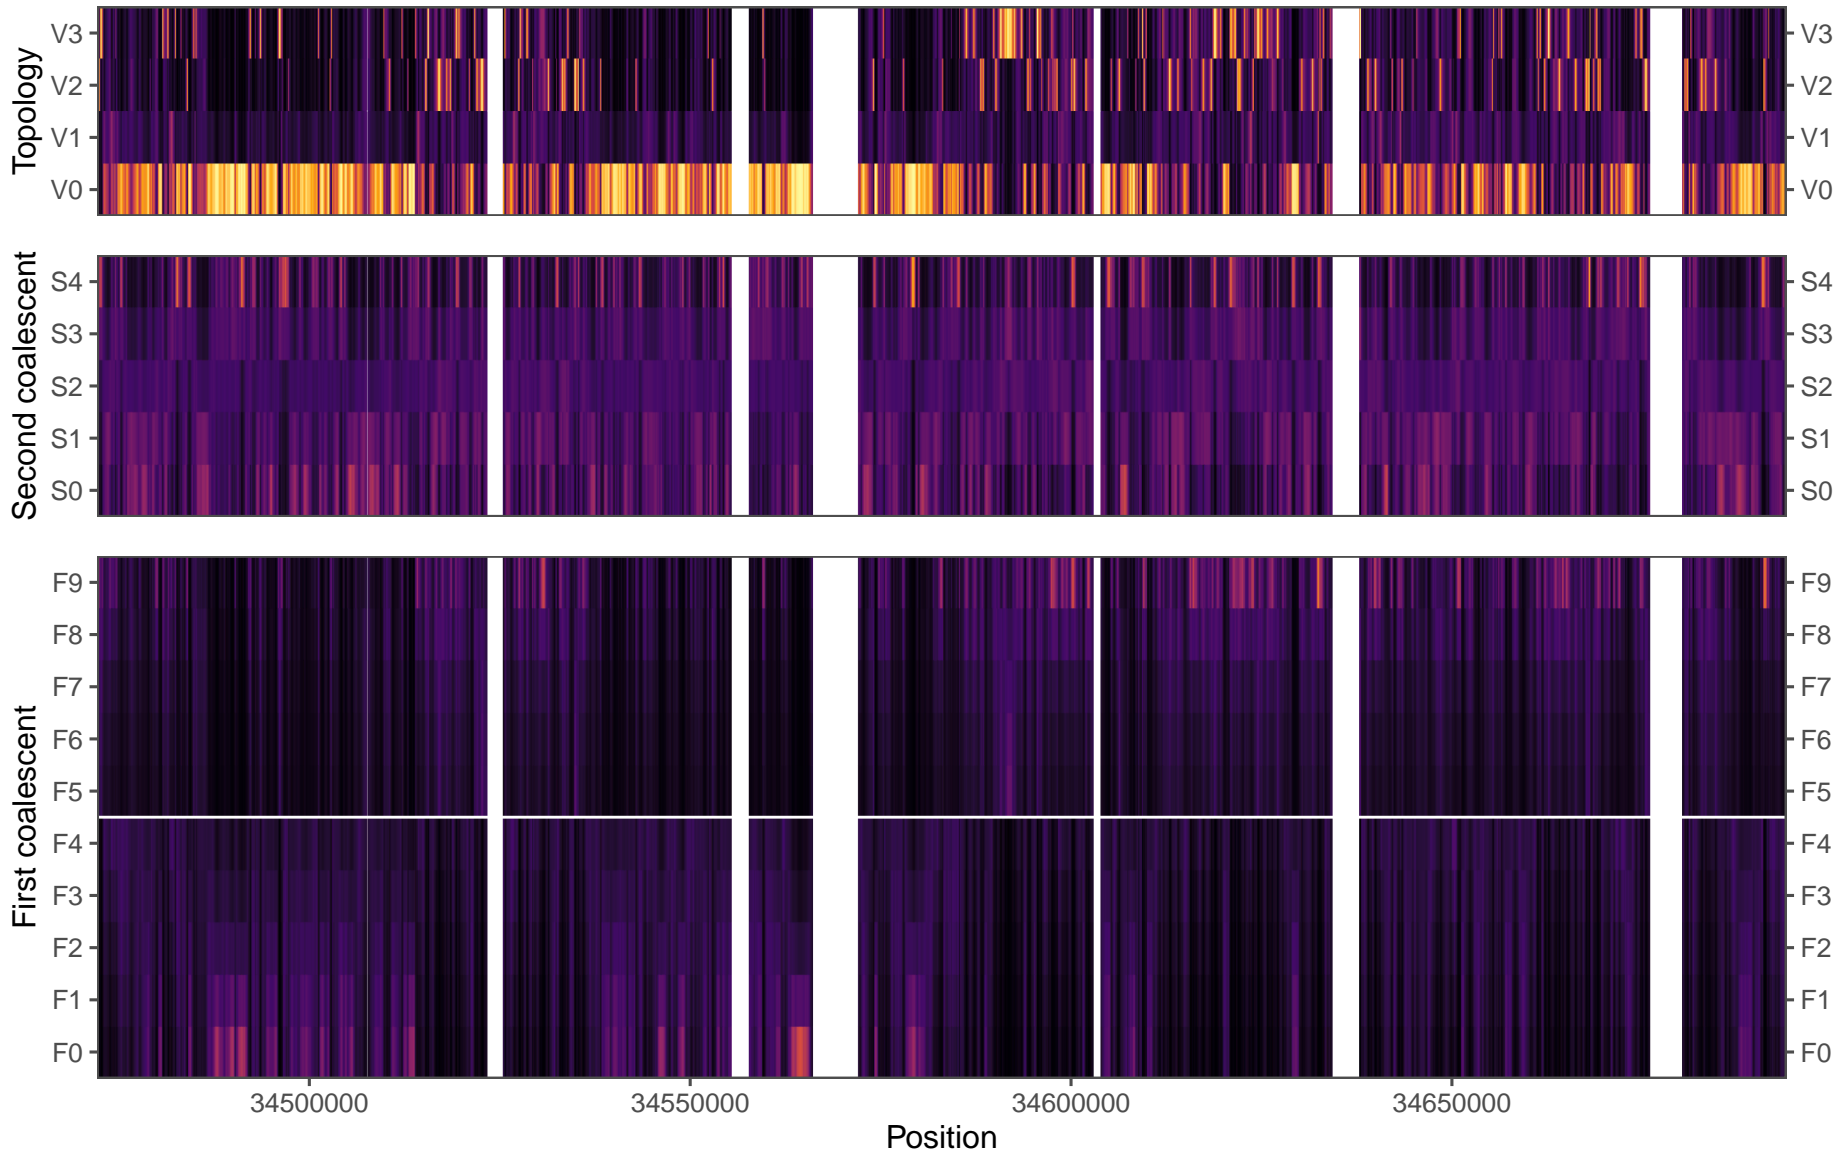 Topology
V3
V2
V1
V0
V3
V2
V1
V0
Second coalescent
S4
S3
S2
S1
S0
S4
S3
S2
S1
S0
First coalescent
F9
F8
F7
F6
F5
F4
F3
F2
F1
F0
F9
F8
F7
F6
F5
F4
F3
F2
F1
F0
34500000 34550000 34600000 34650000
Position